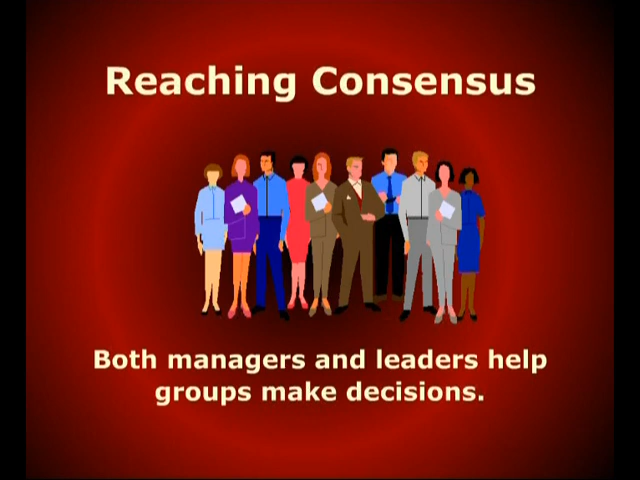 Reaching Consensus
Both managers and leaders help
groups make decisions.